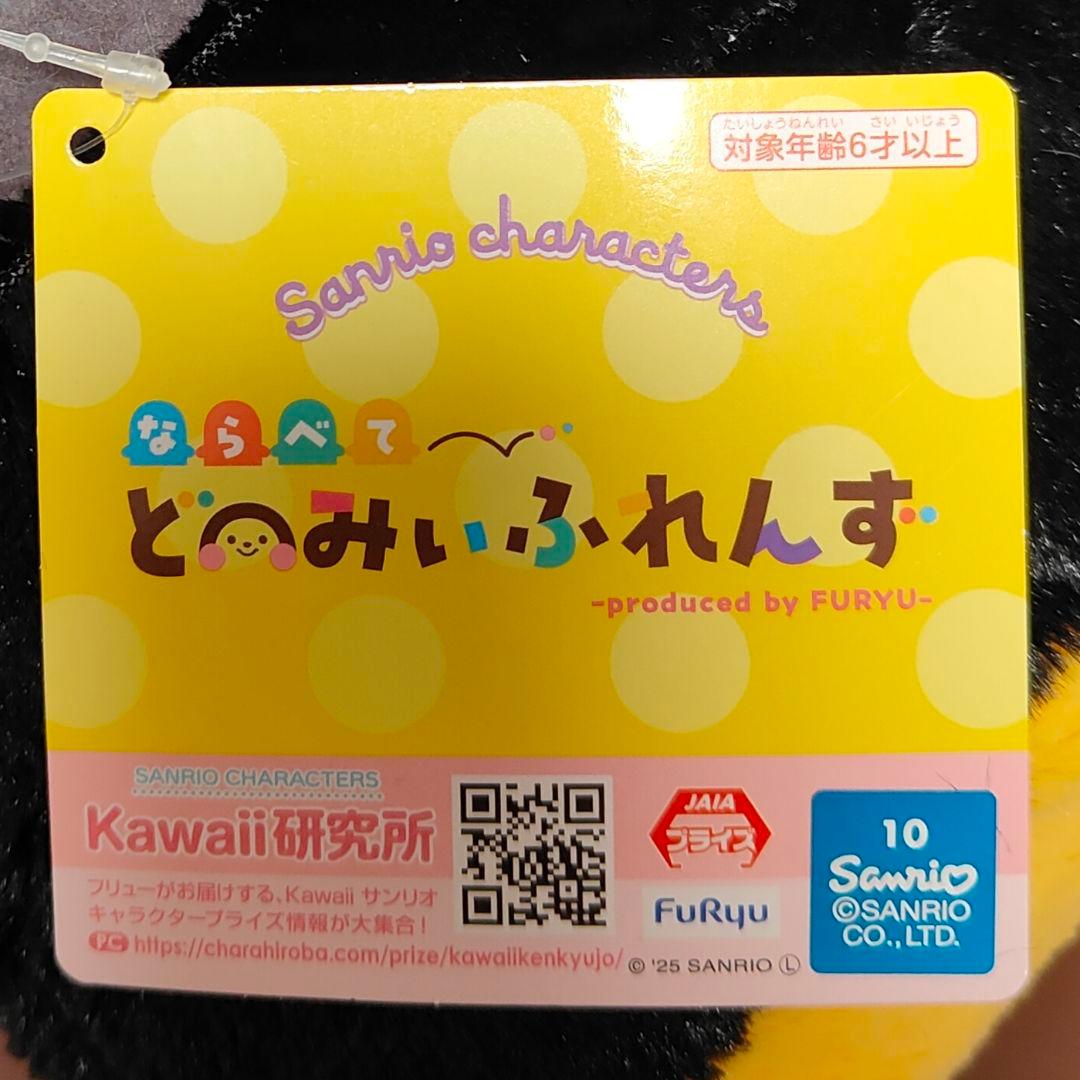 たいしょうねんれい さい いじょう
対象年齢6才以上
Sanrio characters
ならべて
どーみぃふれんず
-produced by FURYU-
SANRIO CHARACTERS
Kawaii研究所
フリューがお届けする、Kawaii サンリオ
キャラクタープライズ情報が大集合！
PC https://charahiroba.com/prize/kawaiikenkyujo/
JAIA
プライズ
FuRyu
© '25 SANRIO Ⓛ
10
Sanrio
©SANRIO
CO., LTD.